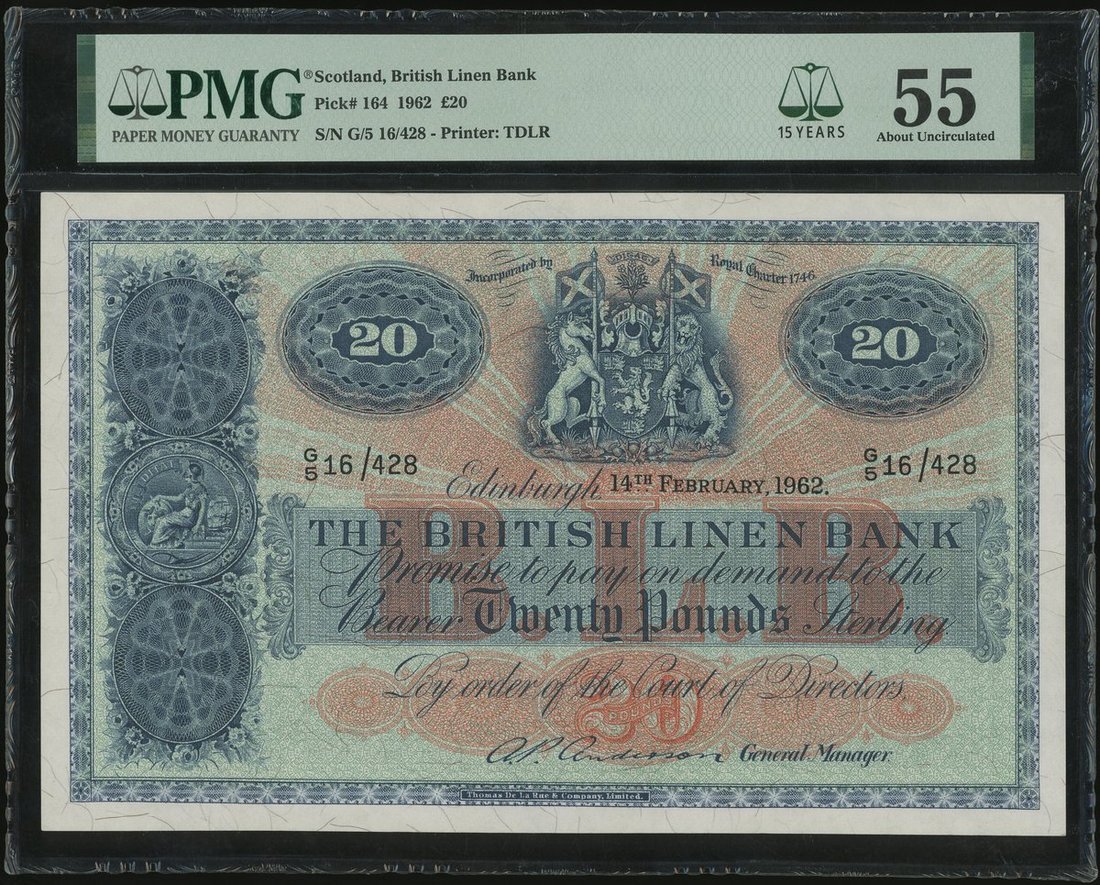 PMG®
PAPER MONEY GUARANTY
Scotland, British Linen Bank
Pick# 164 1962 £20
S/N G/5 16/428 - Printer: TDLR
15 YEARS
55
About Uncirculated
Incorporated by
Royal Charter 1746
20
20
G/5 16/428
G/5 16/428
Edinburgh 14TH FEBRUARY, 1962.
B.L.B.
THE BRITISH LINEN BANK
Promise to pay on demand to the
Bearer Twenty Pounds Sterling
By order of the Court of Directors
20
A.P. Anderson General Manager.
Thomas De La Rue & Company, Limited.